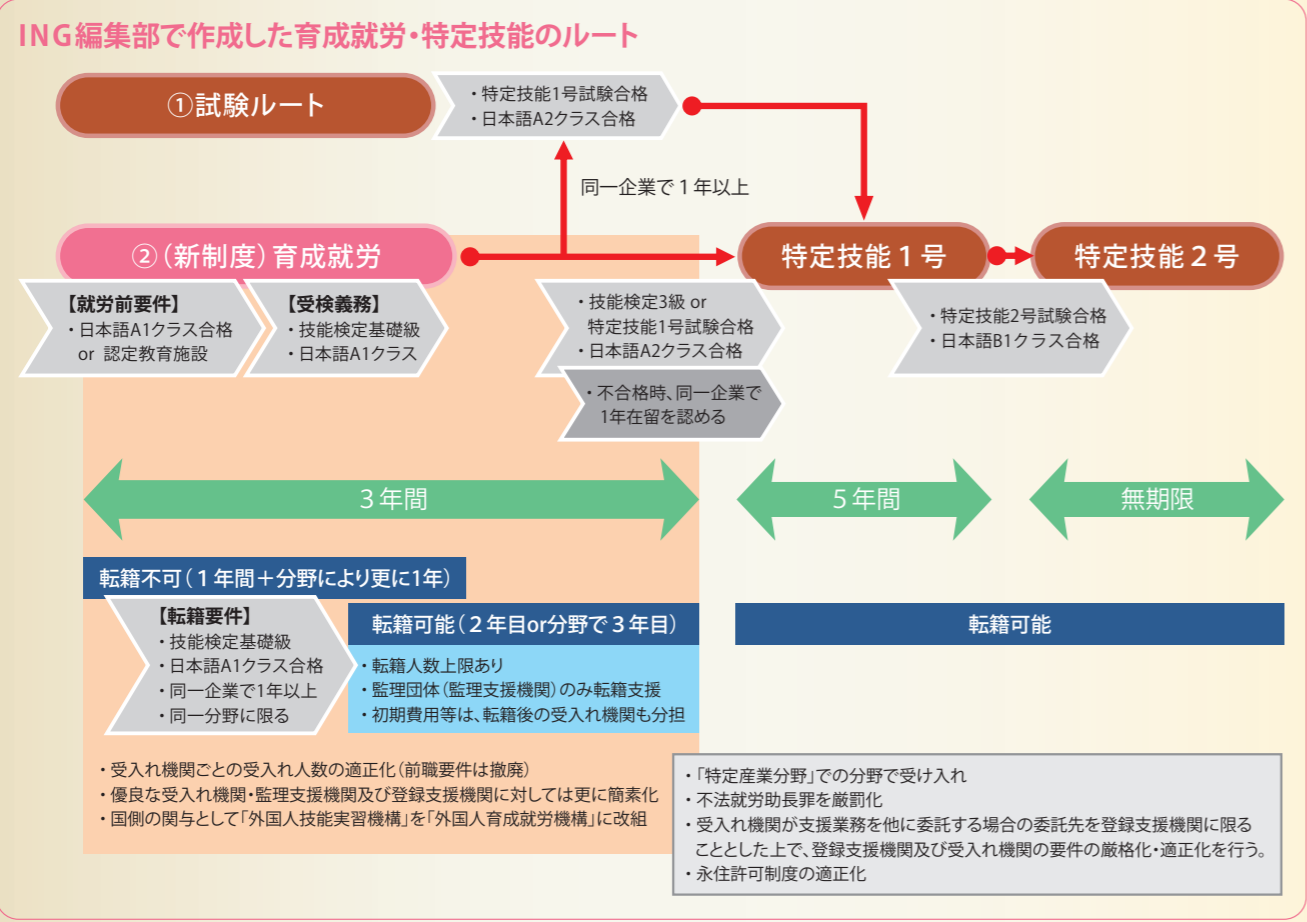 ING編集部で作成した育成就労・特定技能のルート
①試験ルート
・特定技能1号試験合格
・日本語A2クラス合格
同一企業で１年以上
②（新制度）育成就労
特定技能１号
特定技能２号
【就労前要件】
・日本語A1クラス合格
or 認定教育施設
【受検義務】
・技能検定基礎級
・日本語A1クラス
・技能検定3級 or
特定技能1号試験合格
・日本語A2クラス合格
・不合格時、同一企業で
1年在留を認める
・特定技能2号試験合格
・日本語B1クラス合格
３年間
５年間
無期限
転籍不可（１年間＋分野により更に1年）
【転籍要件】
・技能検定基礎級
・日本語A1クラス合格
・同一企業で1年以上
・同一分野に限る
転籍可能（２年目or分野で３年目）
・転籍人数上限あり
・監理団体（監理支援機関）のみ転籍支援
・初期費用等は、転籍後の受入れ機関も分担
転籍可能
・受入れ機関ごとの受入れ人数の適正化（前職要件は撤廃）
・優良な受入れ機関・監理支援機関及び登録支援機関に対しては更に簡素化
・国側の関与として「外国人技能実習機構」を「外国人育成就労機構」に改組
・「特定産業分野」での分野で受け入れ
・不法就労助長罪を厳罰化
・受入れ機関が支援業務を他に委託する場合の委託先を登録支援機関に限る
こととした上で、登録支援機関及び受入れ機関の要件の厳格化・適正化を行う。
・永住許可制度の適正化